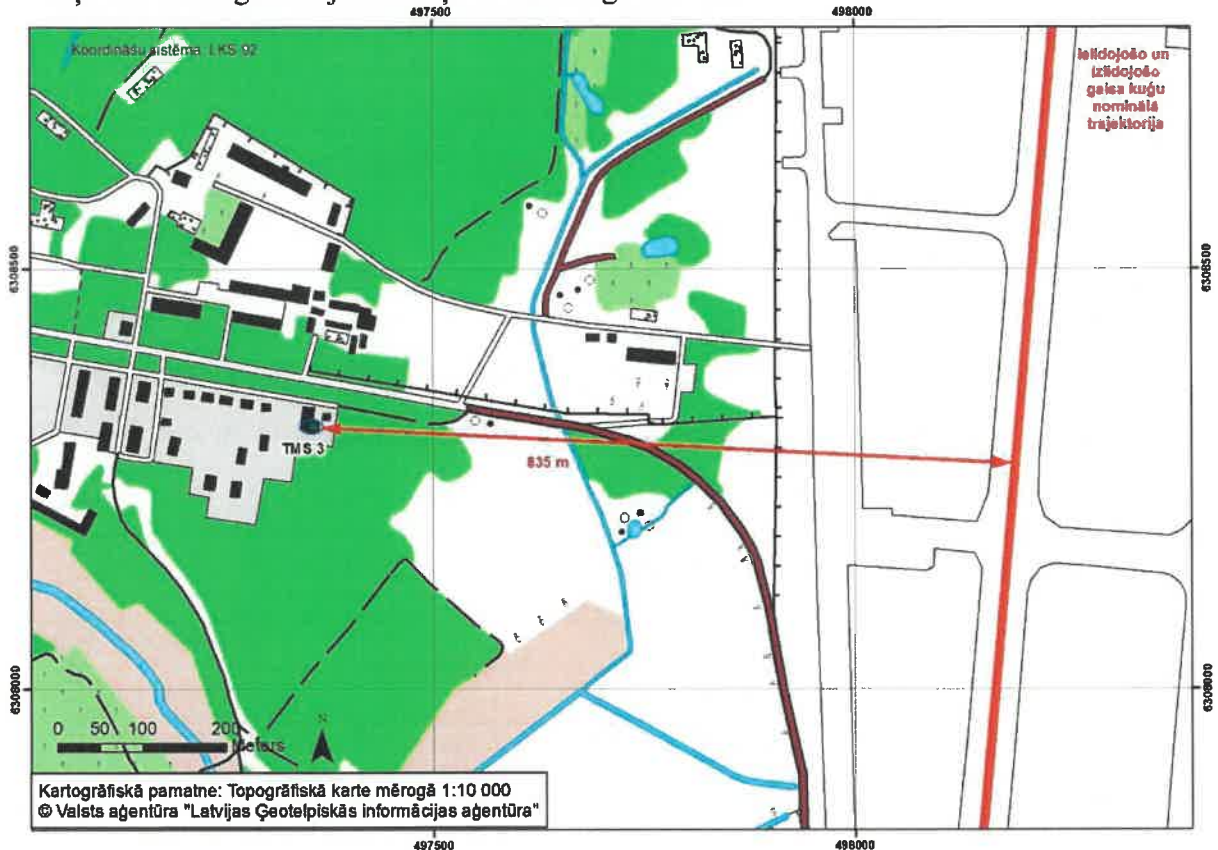 497500
498000
Koordināšu sistēma: LKS 92
Ielidojošo un
izlidojošo
gaisa kuģu
nominālā
trajektorija
6308500
6308500
TMS 3
835 m
6308000
6308000
0 50 100 200
Meters
N
Kartogrāfiskā pamatne: Topogrāfiskā karte mērogā 1:10 000
© Valsts aģentūra "Latvijas Ģeotelpiskās informācijas aģentūra"
497500
498000